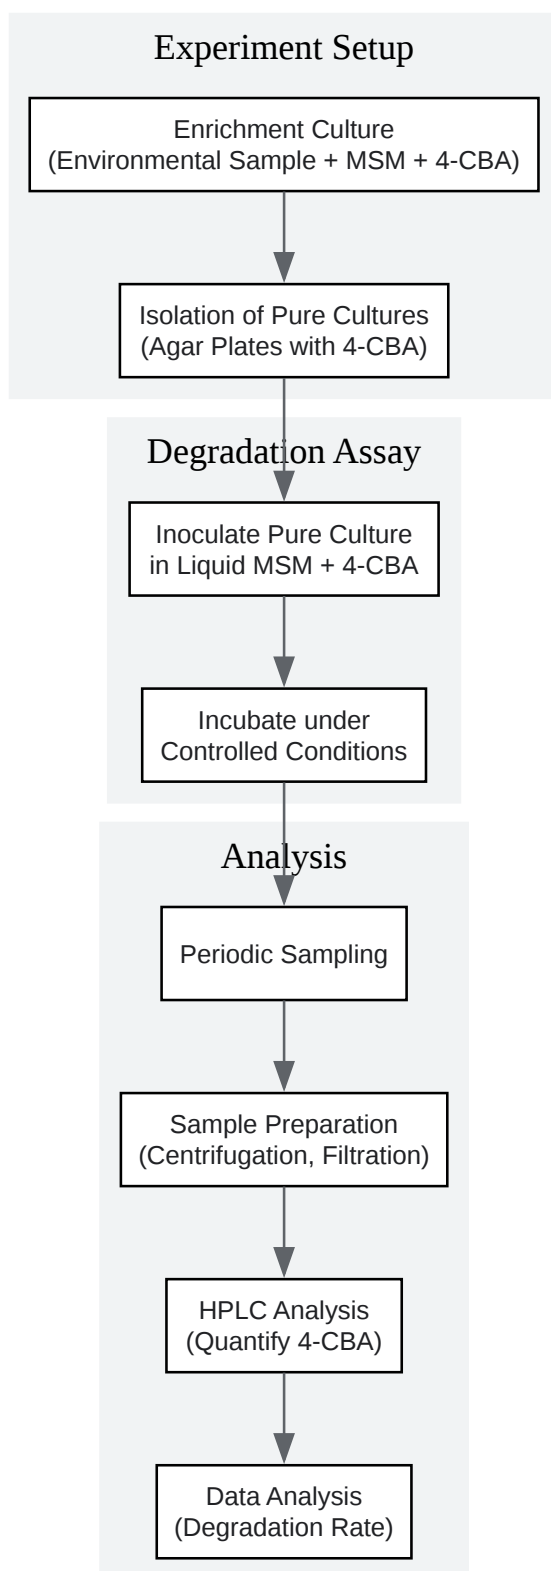 Experiment Setup
Enrichment Culture
(Environmental Sample + MSM + 4-CBA)
Isolation of Pure Cultures
(Agar Plates with 4-CBA)
Degradation Assay
Inoculate Pure Culture
in Liquid MSM + 4-CBA
Incubate under
Controlled Conditions
Analysis
Periodic Sampling
Sample Preparation
(Centrifugation, Filtration)
HPLC Analysis
(Quantify 4-CBA)
Data Analysis
(Degradation Rate)